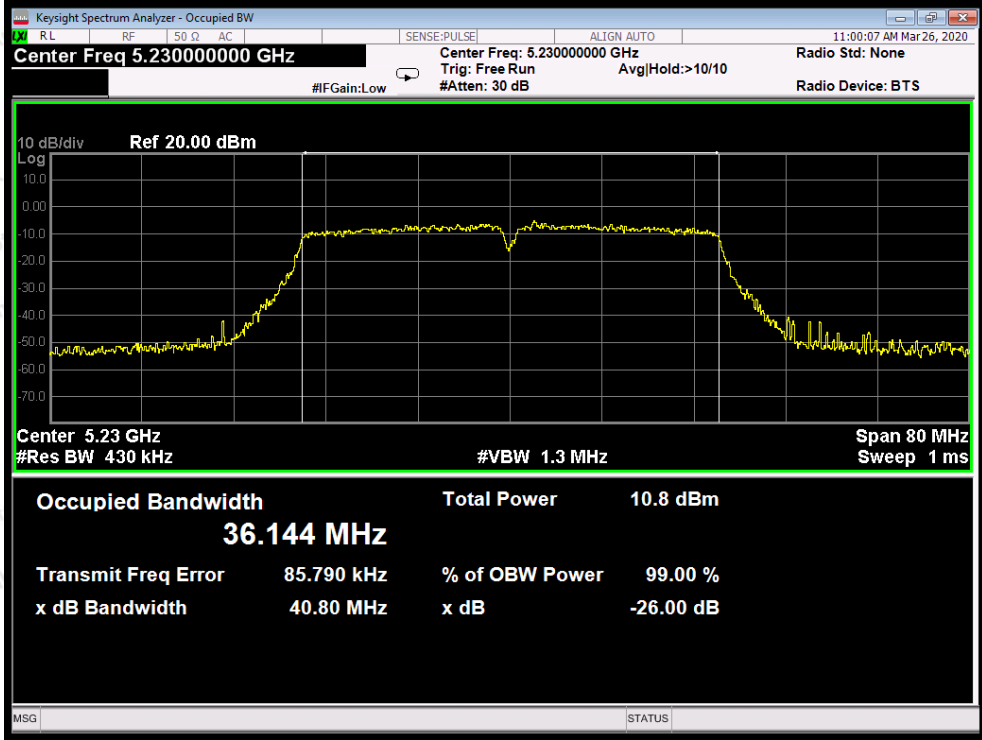 Keysight Spectrum Analyzer - Occupied BW
LXI RL RF 50 Ω AC SENSE:PULSE ALIGN AUTO 11:00:07 AM Mar 26, 2020
Center Freq 5.230000000 GHz Center Freq: 5.230000000 GHz Radio Std: None
Trig: Free Run Avg|Hold:>10/10
#IFGain:Low #Atten: 30 dB Radio Device: BTS
10 dB/div Ref 20.00 dBm
Log
10.0
0.00
-10.0
-20.0
-30.0
-40.0
-50.0
-60.0
-70.0
Center 5.23 GHz Span 80 MHz
#Res BW 430 kHz #VBW 1.3 MHz Sweep 1 ms
Occupied Bandwidth Total Power 10.8 dBm
36.144 MHz
Transmit Freq Error 85.790 kHz % of OBW Power 99.00 %
x dB Bandwidth 40.80 MHz x dB -26.00 dB
MSG STATUS